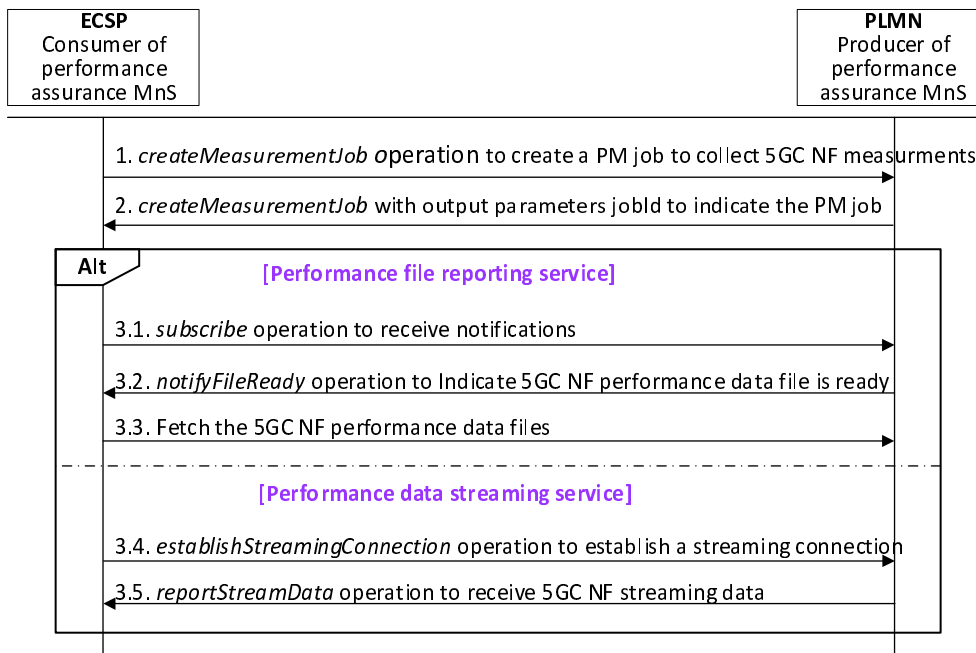 ECSP
Consumer of
performance
assurance MnS
PLMN
Producer of
performance
assurance MnS
1. createMeasurementJob operation to create a PM job to collect 5GC NF measurments
2. createMeasurementJob with output parameters jobId to indicate the PM job
Alt
[Performance file reporting service]
3.1. subscribe operation to receive notifications
3.2. notifyFileReady operation to Indicate 5GC NF performance data file is ready
3.3. Fetch the 5GC NF performance data files
[Performance data streaming service]
3.4. establishStreamingConnection operation to establish a streaming connection
3.5. reportStreamData operation to receive 5GC NF streaming data